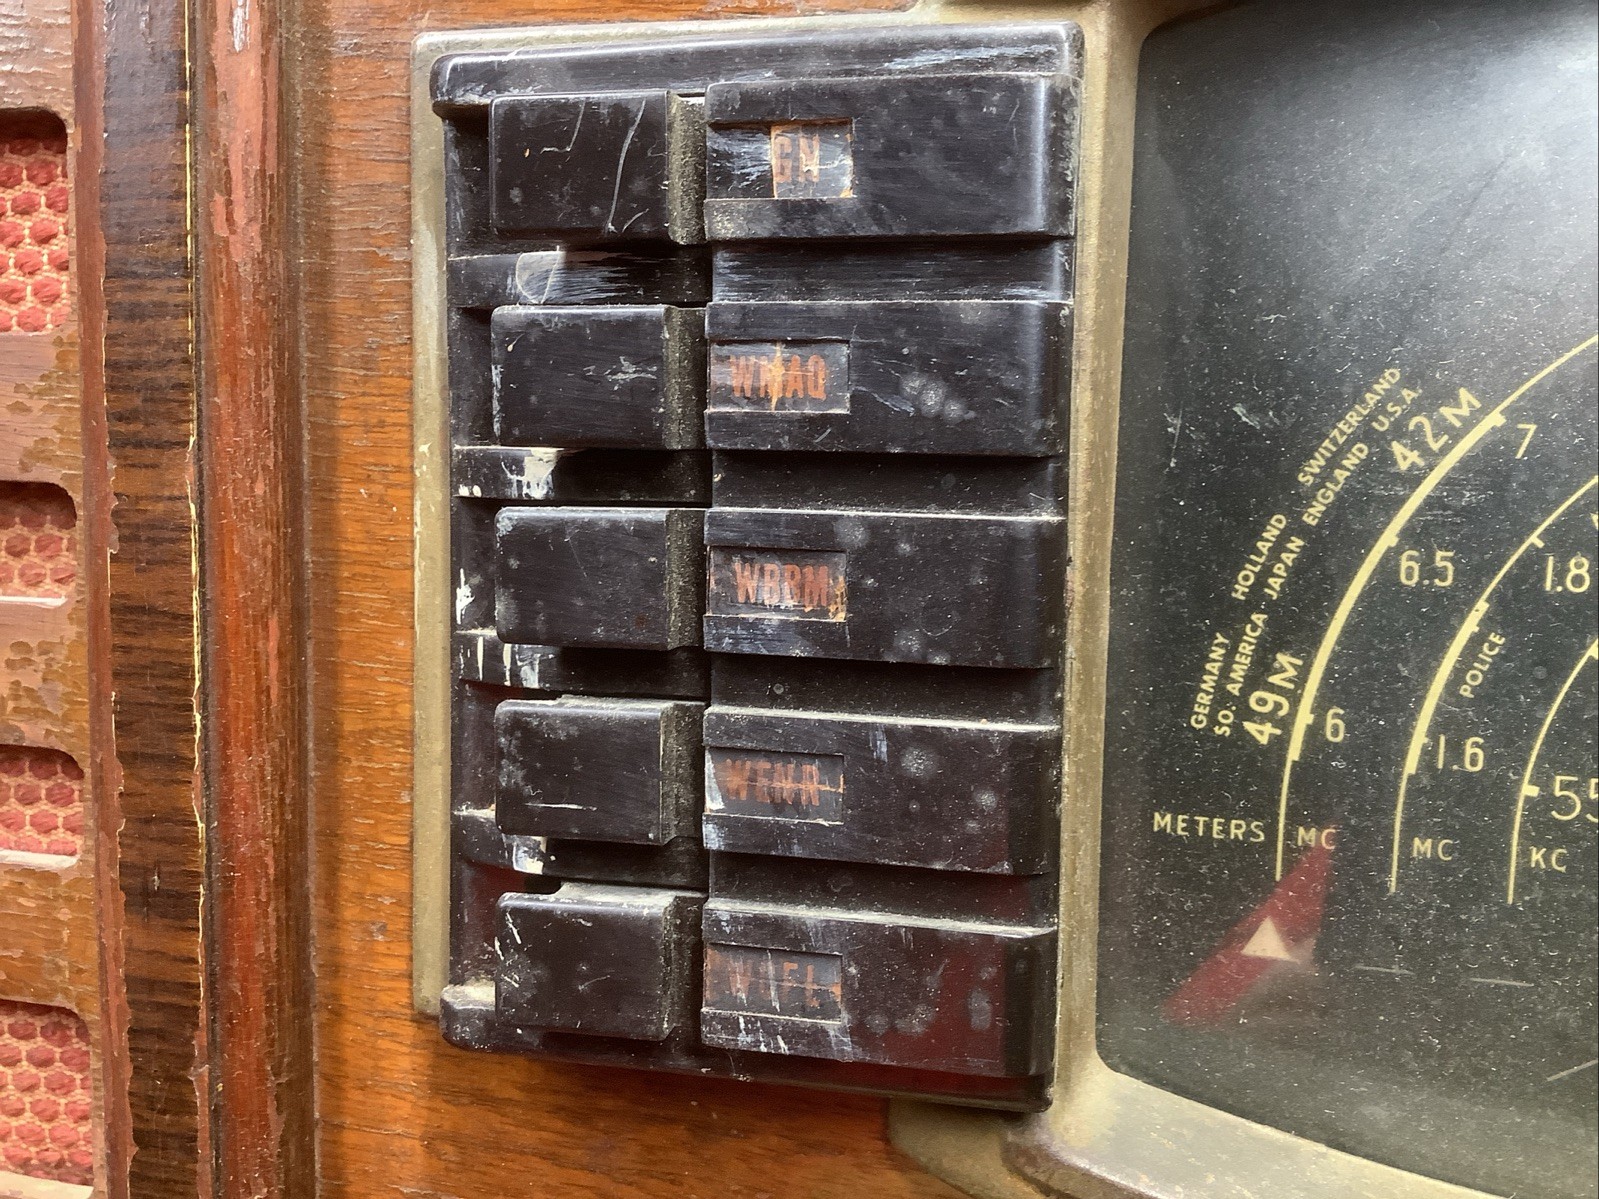 GN
WMAQ
WBBM
WENR
SWITZERLAND
42M
ENGLAND U.S.A.
HOLLAND
JAPAN
GERMANY
SO. AMERICA
49M
7
6.5
6
1.8
POLICE
1.6
55
METERS
MC
MC
KC